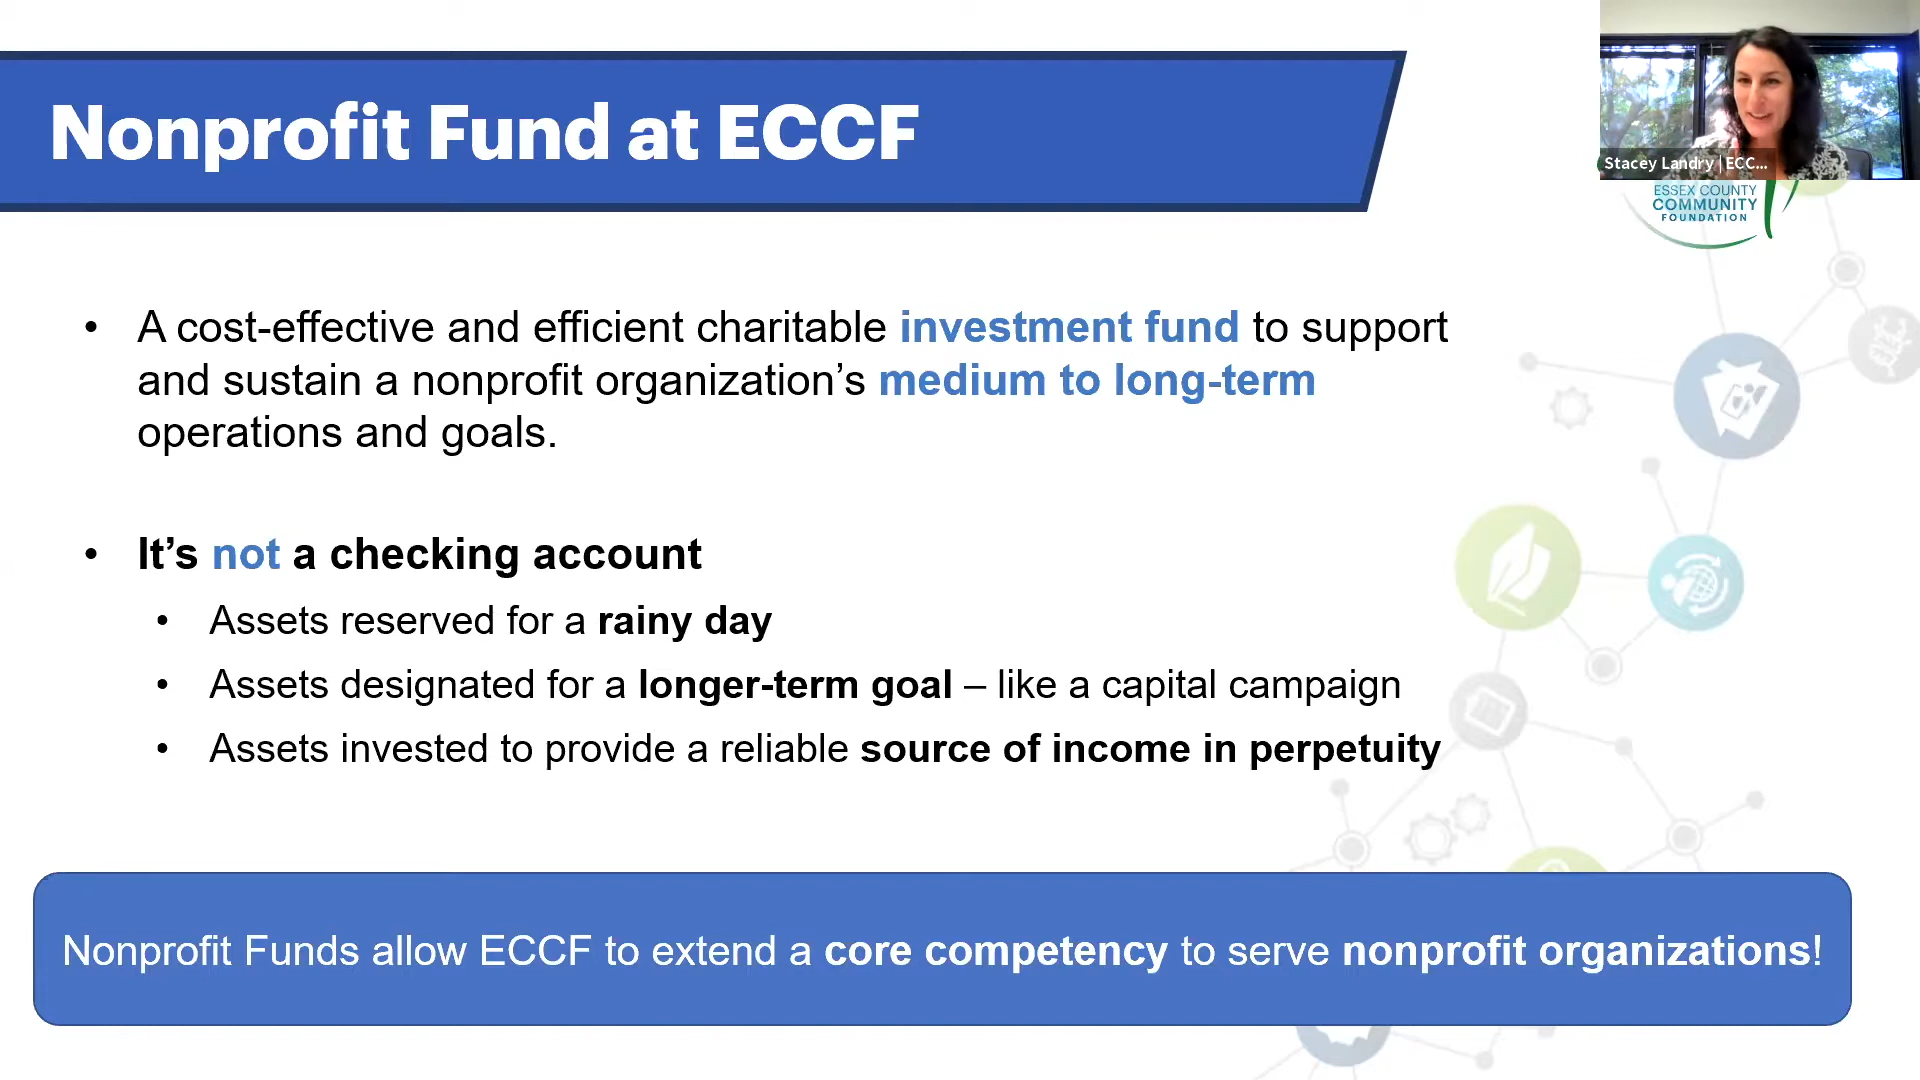 Nonprofit Fund at ECCF
Stacey Landry | ECC...
ESSEX COUNTY
COMMUNITY
FOUNDATION
• A cost-effective and efficient charitable investment fund to support
and sustain a nonprofit organization’s medium to long-term
operations and goals.
• It’s not a checking account
• Assets reserved for a rainy day
• Assets designated for a longer-term goal – like a capital campaign
• Assets invested to provide a reliable source of income in perpetuity
Nonprofit Funds allow ECCF to extend a core competency to serve nonprofit organizations!